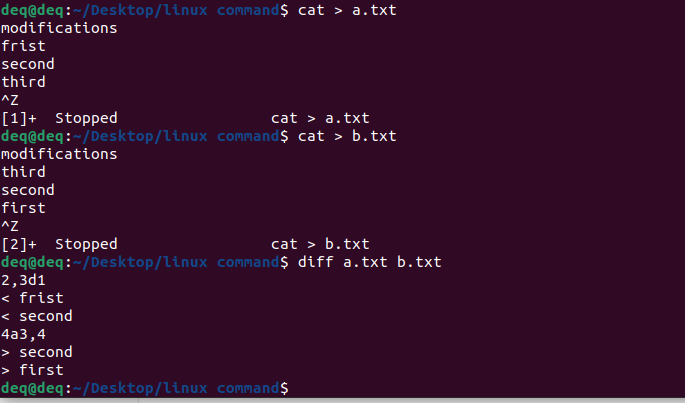 deq@deq:~/Desktop/linux command$ cat > a.txt
modifications
frist
second
third
^Z
[1]+  Stopped                 cat > a.txt
deq@deq:~/Desktop/linux command$ cat > b.txt
modifications
third
second
first
^Z
[2]+  Stopped                 cat > b.txt
deq@deq:~/Desktop/linux command$ diff a.txt b.txt
2,3d1
< frist
< second
4a3,4
> second
> first
deq@deq:~/Desktop/linux command$